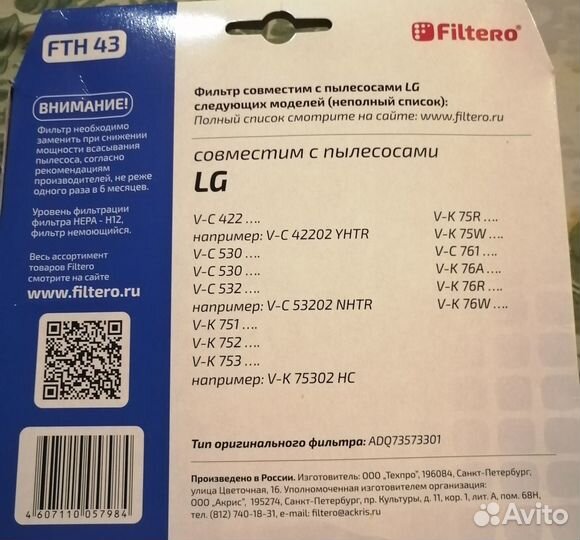 FTH 43
Filtero®
ВНИМАНИЕ!
Фильтр необходимо
заменить при снижении
мощности всасывания
пылесоса, согласно
рекомендациям
производителей, не реже
одного раза в 6 месяцев.
Уровень фильтрации
фильтра HEPA - H12,
фильтр немоющийся.
Весь ассортимент
товаров Filtero
смотрите на сайте
www.filtero.ru
4 607110 057984
Фильтр совместим с пылесосами LG
следующих моделей (неполный список):
Полный список смотрите на сайте: www.filtero.ru
совместим с пылесосами
LG
V-C 422 ....
например: V-C 42202 YHTR
V-C 530 ....
V-C 530 ....
V-C 532 ....
например: V-C 53202 NHTR
V-K 751 ....
V-K 752 ....
V-K 753 ....
например: V-K 75302 HC
V-K 75R ....
V-K 75W ....
V-C 761 ....
V-K 76A ....
V-K 76R ....
V-K 76W ....
Тип оригинального фильтра: ADQ73573301
Произведено в России. Изготовитель: ООО „Техпро", 196084, Санкт-Петербург,
улица Цветочная, 16. Уполномоченная изготовителем организация:
ООО „Акрис", 195274, Санкт-Петербург, пр. Культуры, д. 11, кор. 1, лит. А, пом. 68Н,
тел. (812) 740-18-31, e-mail: filtero@ackris.com
Avito